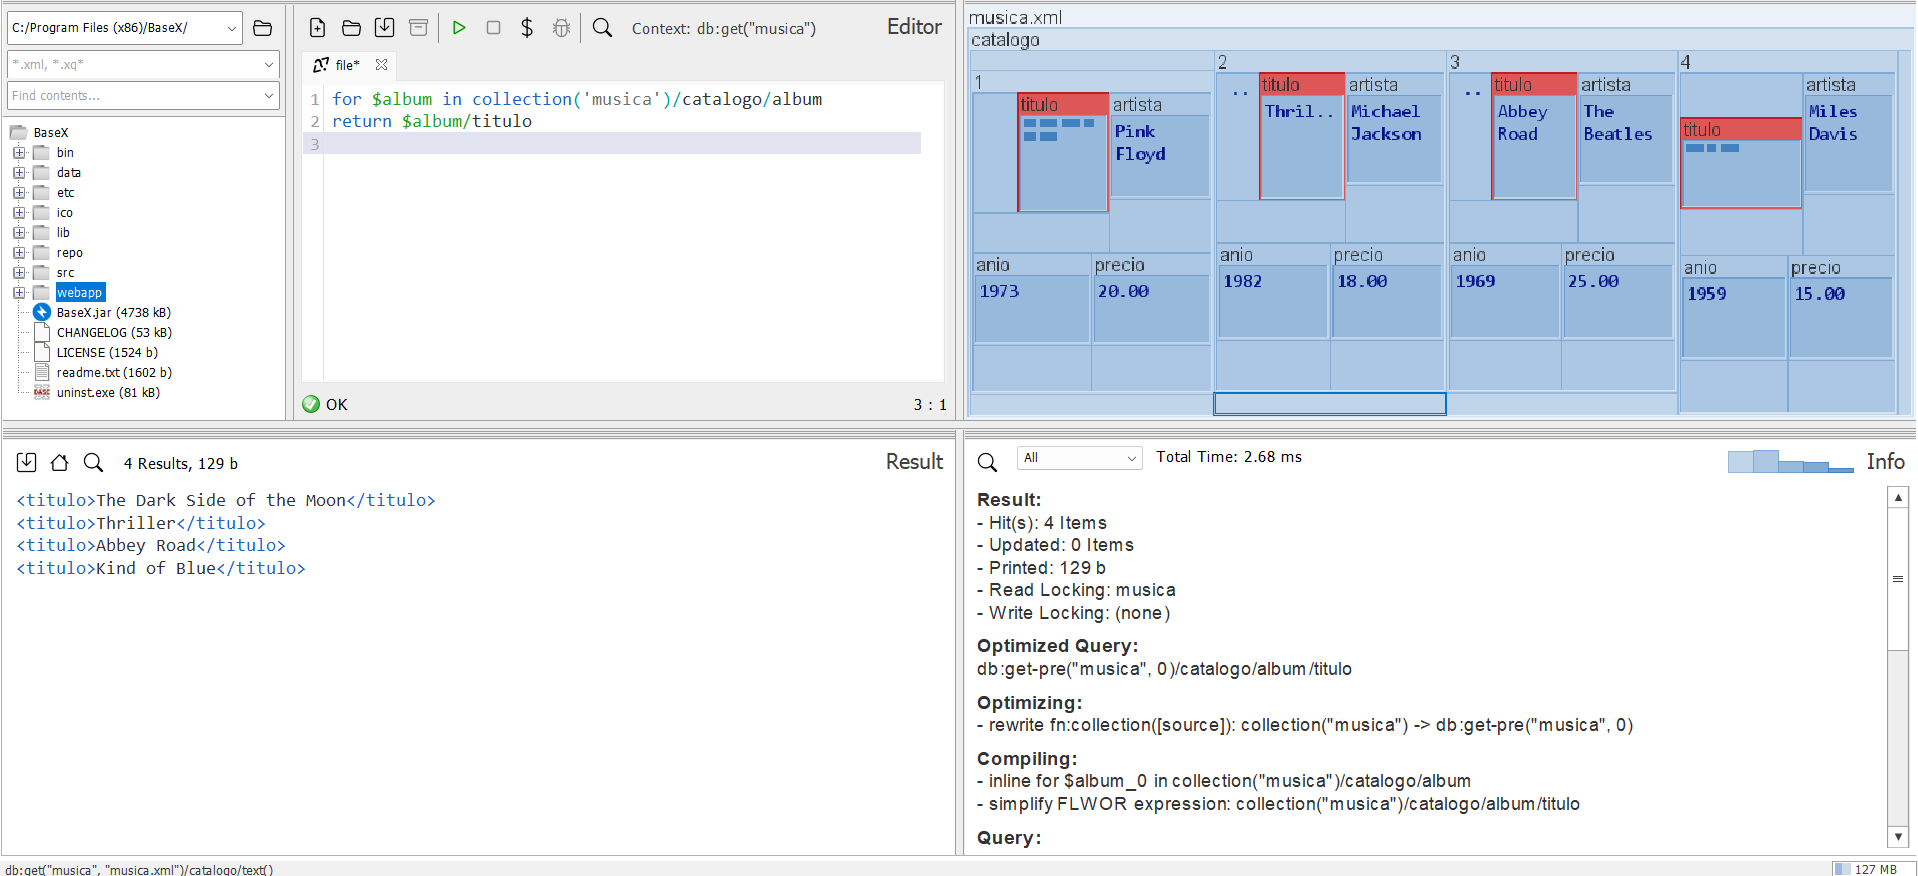 C:/Program Files (x86)/BaseX/
*.xml, *.xq*
Find contents...
BaseX
bin
data
etc
ico
lib
repo
src
webapp
BaseX.jar (4738 kB)
CHANGELOG (53 kB)
LICENSE (1524 b)
readme.txt (1602 b)
uninst.exe (81 kB)
Context: db:get("musica")
Editor
file*
1 for $album in collection('musica')/catalogo/album
2 return $album/titulo
3
OK
3 : 1
musica.xml
catalogo
1
titulo
artista
Pink
Floyd
anio
1973
precio
20.00
2
..
titulo
Thril..
artista
Michael
Jackson
anio
1982
precio
18.00
3
..
titulo
Abbey
Road
artista
The
Beatles
anio
1969
precio
25.00
4
titulo
artista
Miles
Davis
anio
1959
precio
15.00
4 Results, 129 b
Result
<titulo>The Dark Side of the Moon</titulo>
<titulo>Thriller</titulo>
<titulo>Abbey Road</titulo>
<titulo>Kind of Blue</titulo>
All
Total Time: 2.68 ms
Info
Result:
- Hit(s): 4 Items
- Updated: 0 Items
- Printed: 129 b
- Read Locking: musica
- Write Locking: (none)
Optimized Query:
db:get-pre("musica", 0)/catalogo/album/titulo
Optimizing:
- rewrite fn:collection([source]): collection("musica") -> db:get-pre("musica", 0)
Compiling:
- inline for $album_0 in collection("musica")/catalogo/album
- simplify FLWOR expression: collection("musica")/catalogo/album/titulo
Query:
db:get("musica", "musica.xml")/catalogo/text()
127 MB